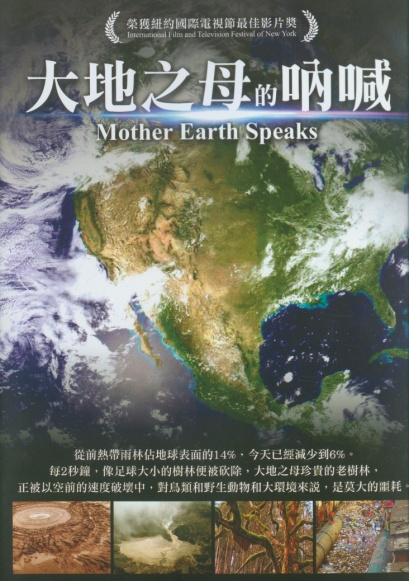 榮獲紐約國際電視節最佳影片獎
International Film and Television Festival of New York
大地之母的吶喊
Mother Earth Speaks
從前熱帶雨林佔地球表面的14%，今天已經減少到6%。
每2秒鐘，像足球大小的樹林便被砍除，大地之母珍貴的老樹林，
正被以空前的速度破壞中，對鳥類和野生動物和大環境來說，是莫大的噩耗。